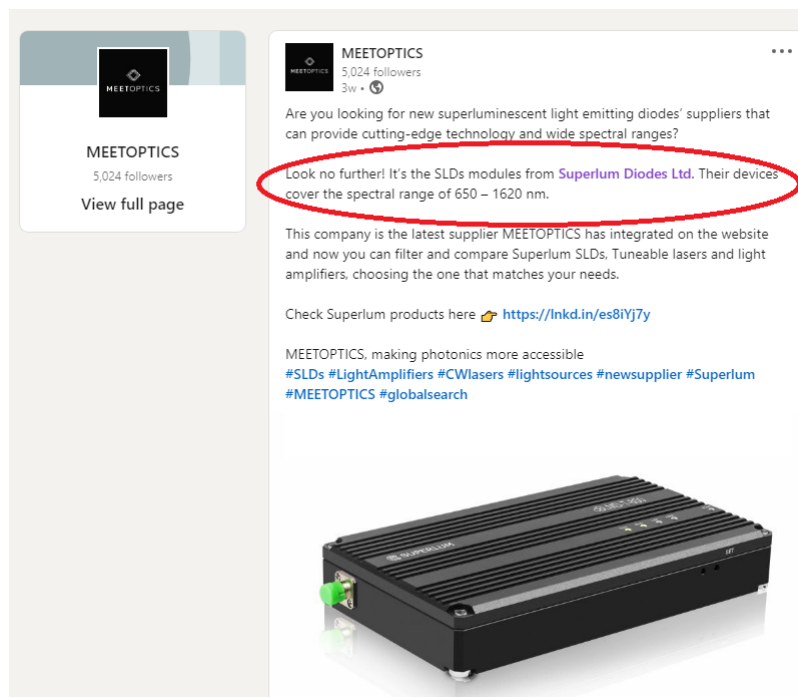 MEETOPTICS
MEETOPTICS
5,024 followers
View full page
MEETOPTICS
MEETOPTICS
5,024 followers
3w •
Are you looking for new superluminescent light emitting diodes' suppliers that
can provide cutting-edge technology and wide spectral ranges?
Look no further! It's the SLDs modules from Superlum Diodes Ltd. Their devices
cover the spectral range of 650 – 1620 nm.
This company is the latest supplier MEETOPTICS has integrated on the website
and now you can filter and compare Superlum SLDs, Tuneable lasers and light
amplifiers, choosing the one that matches your needs.
Check Superlum products here 👉 https://lnkd.in/es8iYj7y
MEETOPTICS, making photonics more accessible
#SLDs #LightAmplifiers #CWlasers #lightsources #newsupplier #Superlum
#MEETOPTICS #globalsearch
SUPERLUM